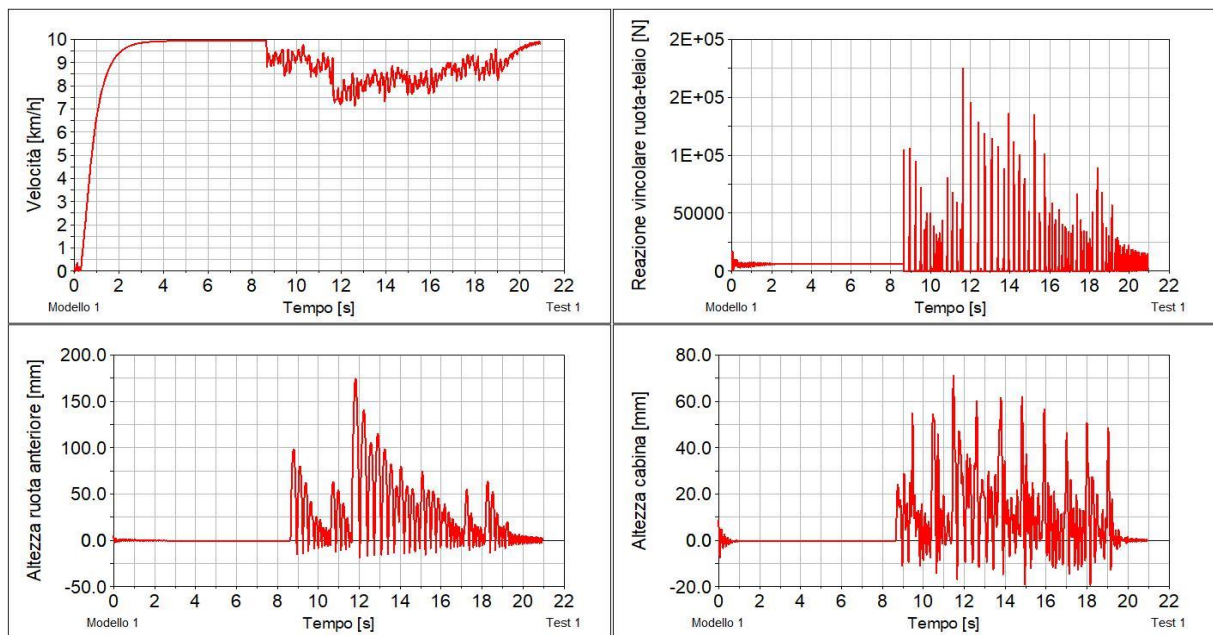 Velocità [km/h]
10
9
8
7
6
5
4
3
2
1
0
0 2 4 6 8 10 12 14 16 18 20 22
Modello 1 Tempo [s] Test 1
Reazione vincolare ruota-telaio [N]
2E+05
2E+05
1E+05
50000
0
0 2 4 6 8 10 12 14 16 18 20 22
Modello 1 Tempo [s] Test 1
Altezza ruota anteriore [mm]
200.0
150.0
100.0
50.0
0.0
-50.0
0 2 4 6 8 10 12 14 16 18 20 22
Modello 1 Tempo [s] Test 1
Altezza cabina [mm]
80.0
60.0
40.0
20.0
0.0
-20.0
0 2 4 6 8 10 12 14 16 18 20 22
Modello 1 Tempo [s] Test 1